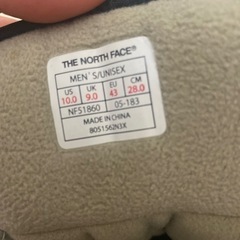 THE NORTH FACE®
MEN'S/UNISEX
US UK EU CM
10.0 9.0 43 28.0
NF51860 05-183
MADE IN CHINA
8051562N3X